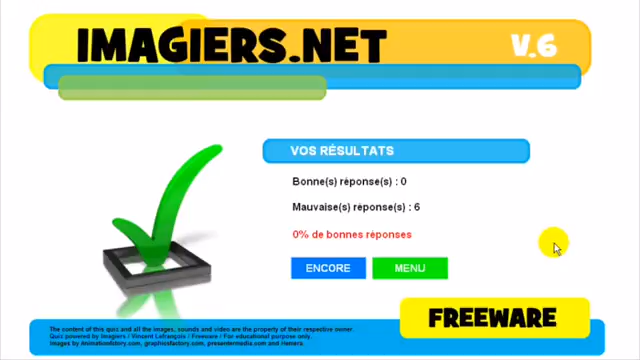 IMAGIERS.NET
V.6
VOS RÉSULTATS
Bonne(s) réponse(s) : 0
Mauvaise(s) réponse(s) : 6
0% de bonnes réponses
ENCORE
MENU
FREEWARE
The content of this quiz and all the images, sounds and video are the property of their respective owner.
Quiz powered by Imagiers / Vincent Lefrançois / Freeware / For educational purpose only.
Images by Animationfactory.com, graphicsfactory.com, presentermedia.com and Hemera.